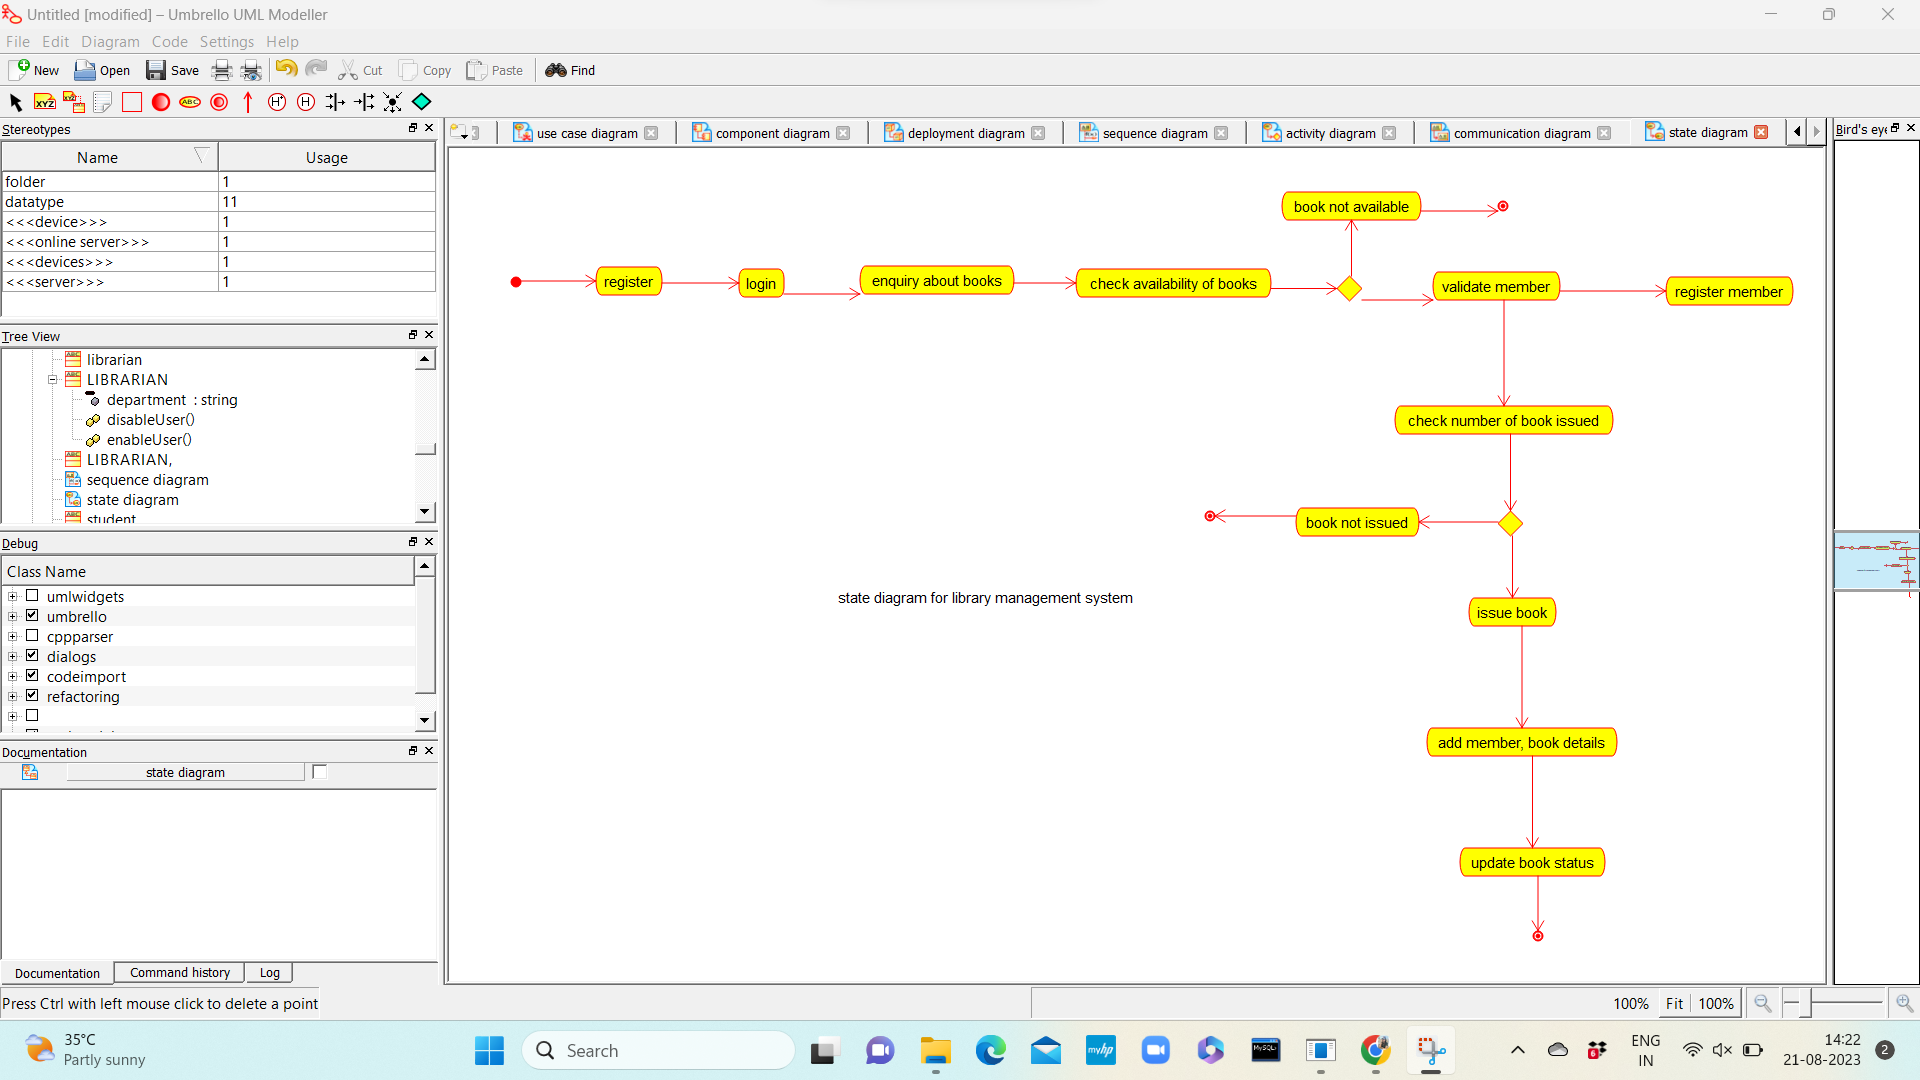 Untitled [modified] – Umbrello UML Modeller
File Edit Diagram Code Settings Help
New Open Save Cut Copy Paste Find
XYZ ABC H* H
Stereotypes
Name Usage
folder 1
datatype 11
<<<device>>> 1
<<<online server>>> 1
<<<devices>>> 1
<<<server>>> 1
Tree View
librarian
LIBRARIAN
department : string
disableUser()
enableUser()
LIBRARIAN,
sequence diagram
state diagram
student
Debug
Class Name
umlwidgets
umbrello
cppparser
dialogs
codeimport
refactoring
Documentation
state diagram
Documentation Command history Log
Press Ctrl with left mouse click to delete a point
use case diagram component diagram deployment diagram sequence diagram activity diagram communication diagram state diagram
Bird's eye
book not available
register
login
enquiry about books
check availability of books
validate member
register member
check number of book issued
book not issued
state diagram for library management system
issue book
add member, book details
update book status
100% Fit 100%
35°C
Partly sunny
Search
myhp
MySQL
6
ENG
IN
14:22
21-08-2023
2